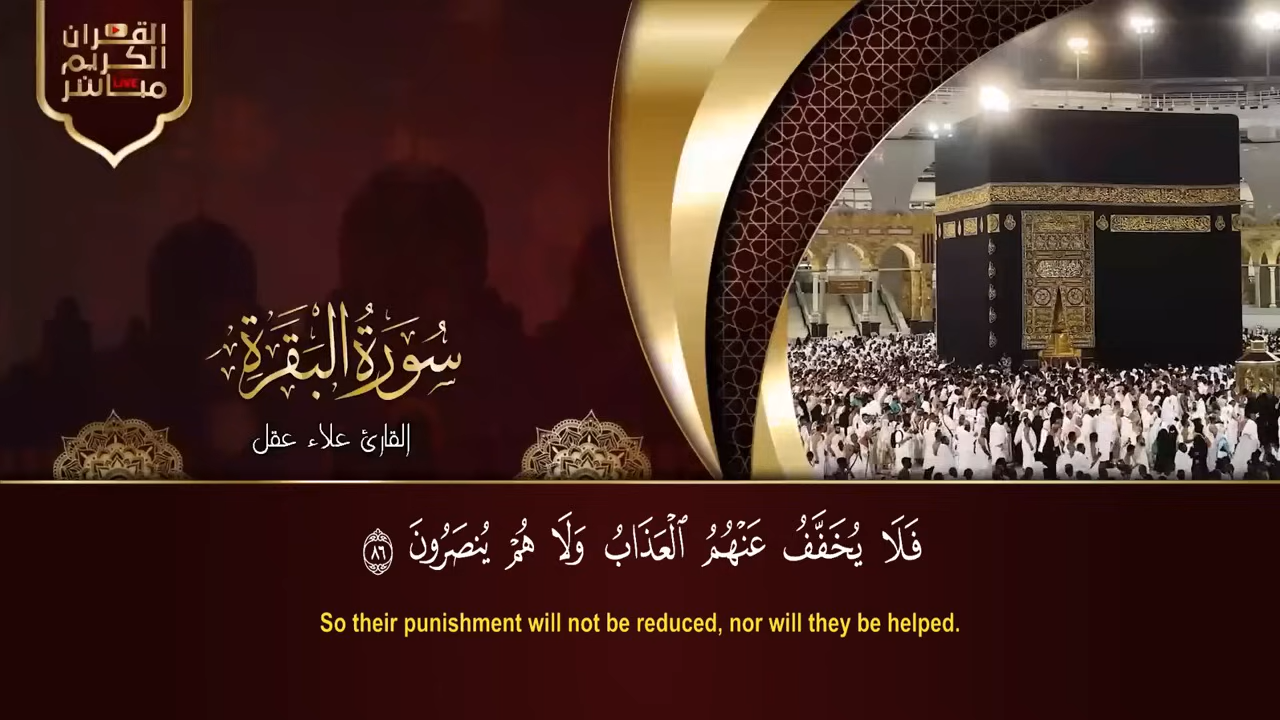 القرآن
الكريم
مباشر
LIVE
سُورَةُ البَقَرَة
القارئ علاء عقل
فَلَا يُخَفَّفُ عَنْهُمُ ٱلْعَذَابُ وَلَا هُمْ يُنصَرُونَ ٨٦
So their punishment will not be reduced, nor will they be helped.